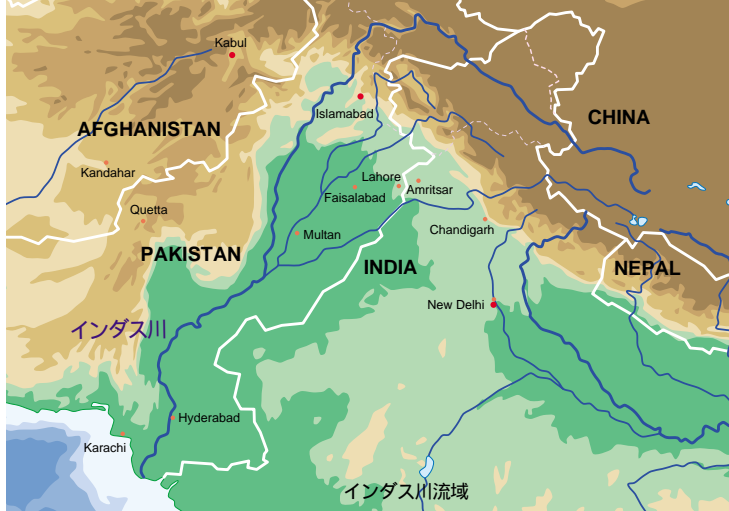 Kabul
Islamabad
AFGHANISTAN
CHINA
Kandahar
Lahore
Amritsar
Faisalabad
Quetta
Multan
Chandigarh
PAKISTAN
INDIA
NEPAL
New Delhi
インダス川
Hyderabad
Karachi
インダス川流域